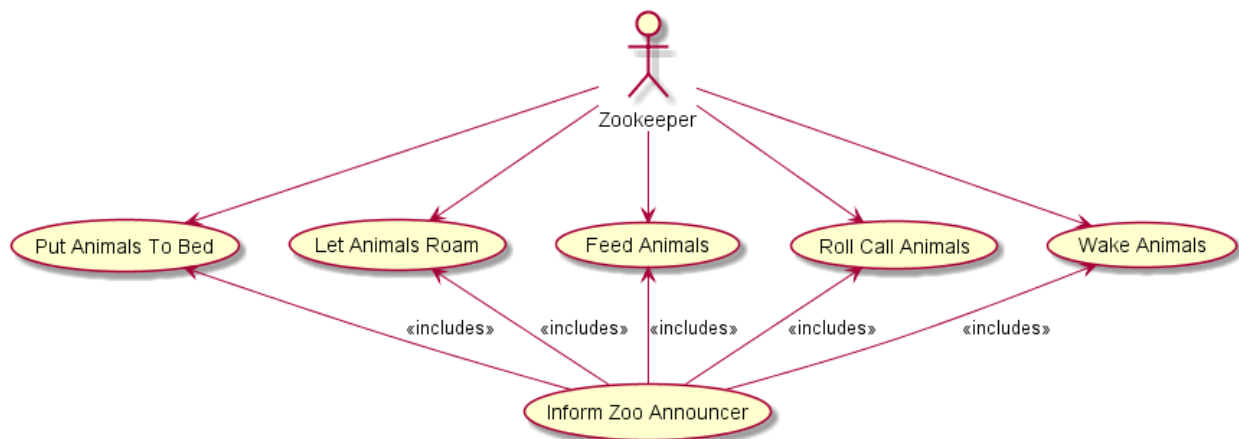 Zookeeper
Put Animals To Bed
Let Animals Roam
Feed Animals
Roll Call Animals
Wake Animals
«includes»
«includes»
«includes»
«includes»
«includes»
Inform Zoo Announcer